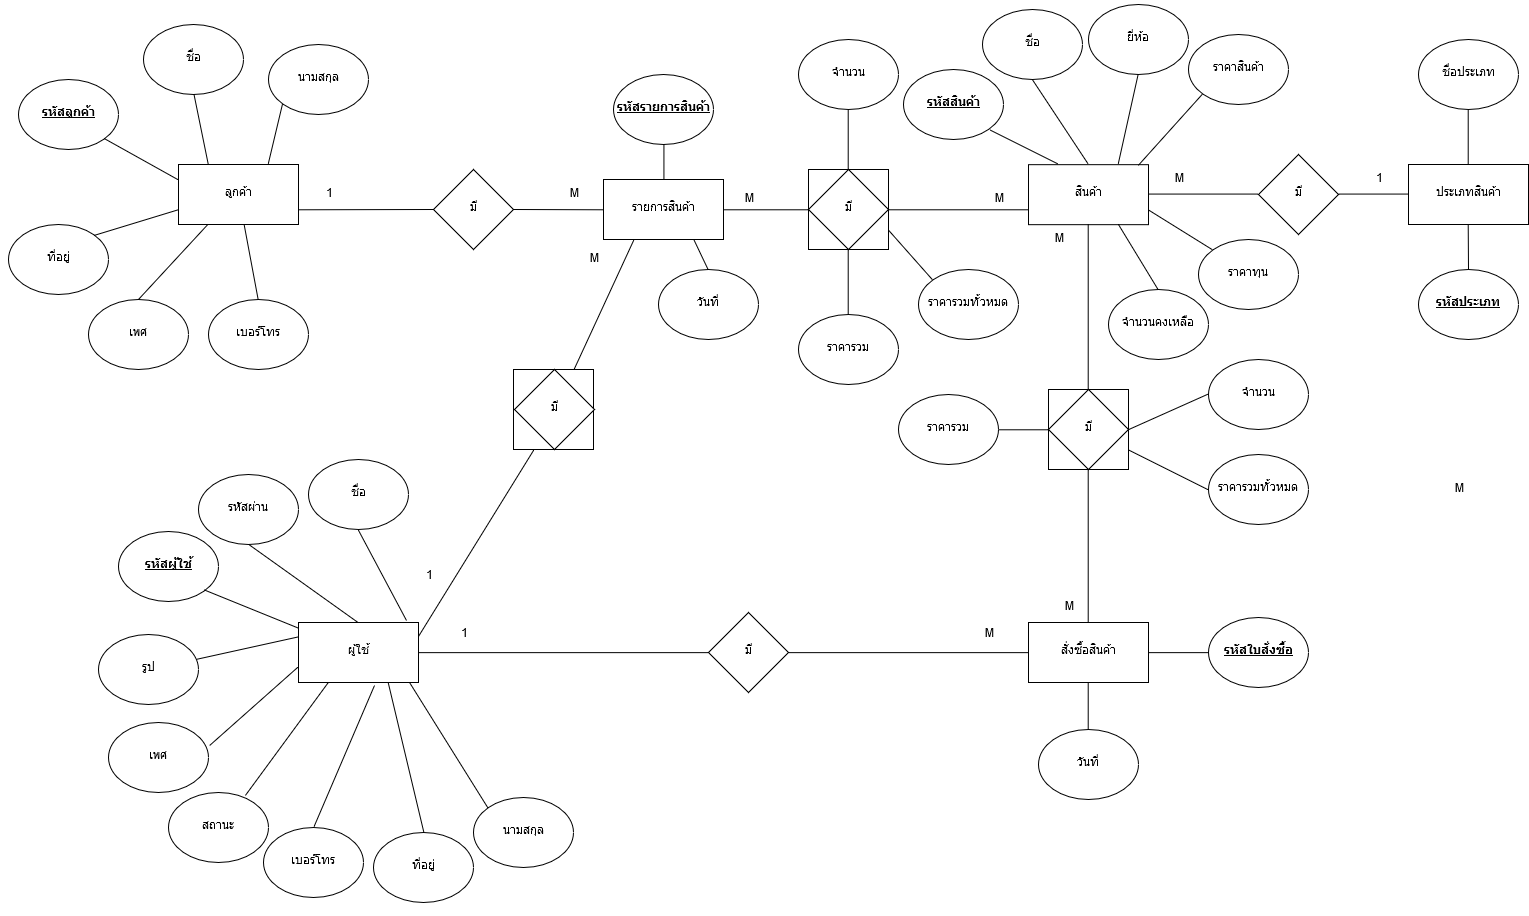 ชื่อ
นามสกุล
รหัสลูกค้า
ลูกค้า
ที่อยู่
เพศ
เบอร์โทร
1
มี
M
รหัสรายการสินค้า
รายการสินค้า
วันที่
M
M
จำนวน
มี
ราคารวม
ราคารวมทั้วหมด
M
รหัสสินค้า
ชื่อ
ยี่ห้อ
ราคาสินค้า
สินค้า
ราคาทุน
จำนวนคงเหลือ
M
M
มี
1
ชื่อประเภท
ประเภทสินค้า
รหัสประเภท
มี
1
ราคารวม
มี
จำนวน
ราคารวมทั้วหมด
M
M
ชื่อ
รหัสผ่าน
รหัสผู้ใช้
ผู้ใช้
รูป
เพศ
สถานะ
เบอร์โทร
ที่อยู่
นามสกุล
1
มี
M
สั่งซื้อสินค้า
รหัสใบสั่งซื้อ
วันที่